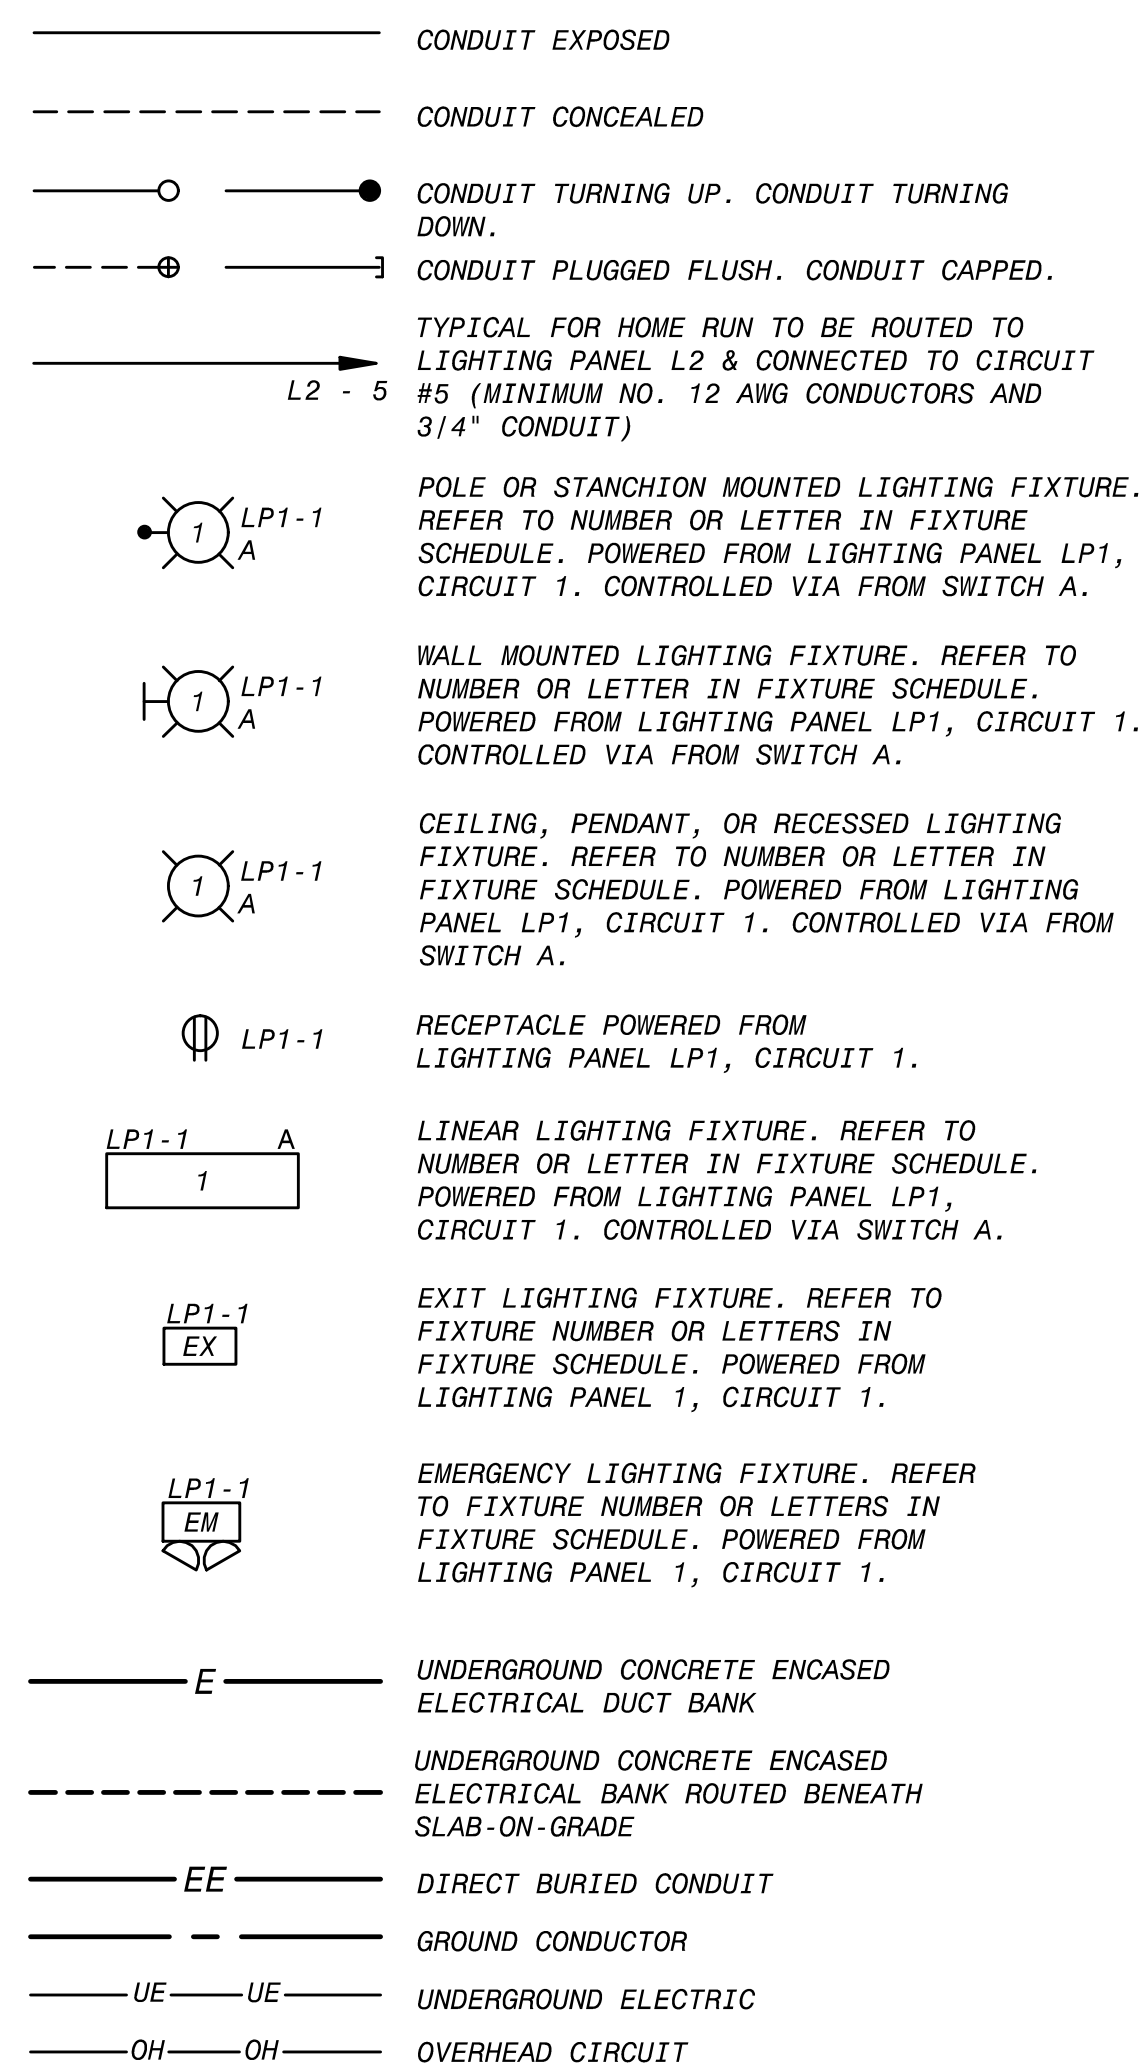 CONDUIT EXPOSED
CONDUIT CONCEALED
CONDUIT TURNING UP. CONDUIT TURNING
DOWN.
CONDUIT PLUGGED FLUSH. CONDUIT CAPPED.
L2 - 5
TYPICAL FOR HOME RUN TO BE ROUTED TO
LIGHTING PANEL L2 & CONNECTED TO CIRCUIT
#5 (MINIMUM NO. 12 AWG CONDUCTORS AND
3/4" CONDUIT)
1
LP1-1
A
POLE OR STANCHION MOUNTED LIGHTING FIXTURE.
REFER TO NUMBER OR LETTER IN FIXTURE
SCHEDULE. POWERED FROM LIGHTING PANEL LP1,
CIRCUIT 1. CONTROLLED VIA FROM SWITCH A.
1
LP1-1
A
WALL MOUNTED LIGHTING FIXTURE. REFER TO
NUMBER OR LETTER IN FIXTURE SCHEDULE.
POWERED FROM LIGHTING PANEL LP1, CIRCUIT 1.
CONTROLLED VIA FROM SWITCH A.
1
LP1-1
A
CEILING, PENDANT, OR RECESSED LIGHTING
FIXTURE. REFER TO NUMBER OR LETTER IN
FIXTURE SCHEDULE. POWERED FROM LIGHTING
PANEL LP1, CIRCUIT 1. CONTROLLED VIA FROM
SWITCH A.
LP1-1
RECEPTACLE POWERED FROM
LIGHTING PANEL LP1, CIRCUIT 1.
LP1-1 A
1
LINEAR LIGHTING FIXTURE. REFER TO
NUMBER OR LETTER IN FIXTURE SCHEDULE.
POWERED FROM LIGHTING PANEL LP1,
CIRCUIT 1. CONTROLLED VIA SWITCH A.
LP1-1
EX
EXIT LIGHTING FIXTURE. REFER TO
FIXTURE NUMBER OR LETTERS IN
FIXTURE SCHEDULE. POWERED FROM
LIGHTING PANEL 1, CIRCUIT 1.
LP1-1
EM
EMERGENCY LIGHTING FIXTURE. REFER
TO FIXTURE NUMBER OR LETTERS IN
FIXTURE SCHEDULE. POWERED FROM
LIGHTING PANEL 1, CIRCUIT 1.
E
UNDERGROUND CONCRETE ENCASED
ELECTRICAL DUCT BANK
UNDERGROUND CONCRETE ENCASED
ELECTRICAL BANK ROUTED BENEATH
SLAB-ON-GRADE
EE
DIRECT BURIED CONDUIT
GROUND CONDUCTOR
UE UE
UNDERGROUND ELECTRIC
OH OH
OVERHEAD CIRCUIT